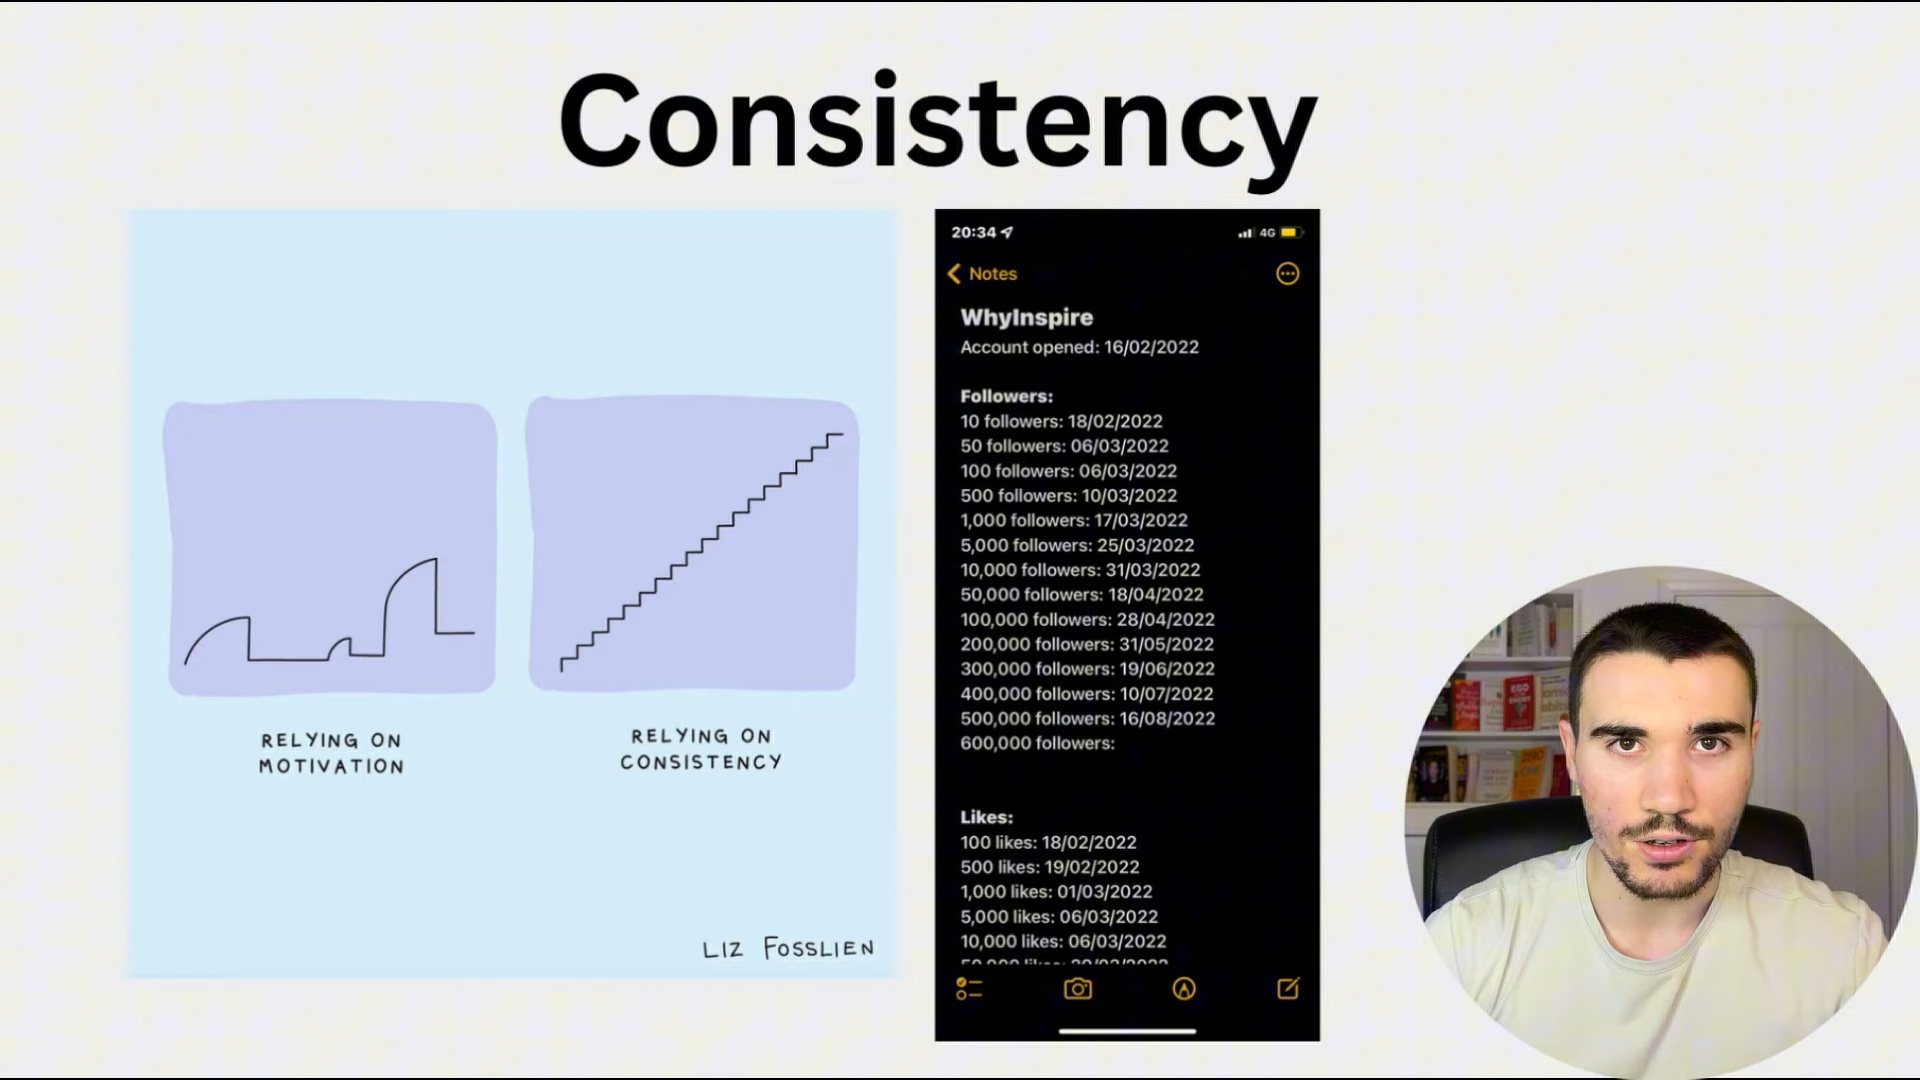 Consistency
RELYING ON
MOTIVATION
RELYING ON
CONSISTENCY
LIZ FOSSLIEN
20:34
4G
Notes
WhyInspire
Account opened: 16/02/2022
Followers:
10 followers: 18/02/2022
50 followers: 06/03/2022
100 followers: 06/03/2022
500 followers: 10/03/2022
1,000 followers: 17/03/2022
5,000 followers: 25/03/2022
10,000 followers: 31/03/2022
50,000 followers: 18/04/2022
100,000 followers: 28/04/2022
200,000 followers: 31/05/2022
300,000 followers: 19/06/2022
400,000 followers: 10/07/2022
500,000 followers: 16/08/2022
600,000 followers:
Likes:
100 likes: 18/02/2022
500 likes: 19/02/2022
1,000 likes: 01/03/2022
5,000 likes: 06/03/2022
10,000 likes: 06/03/2022
EGO